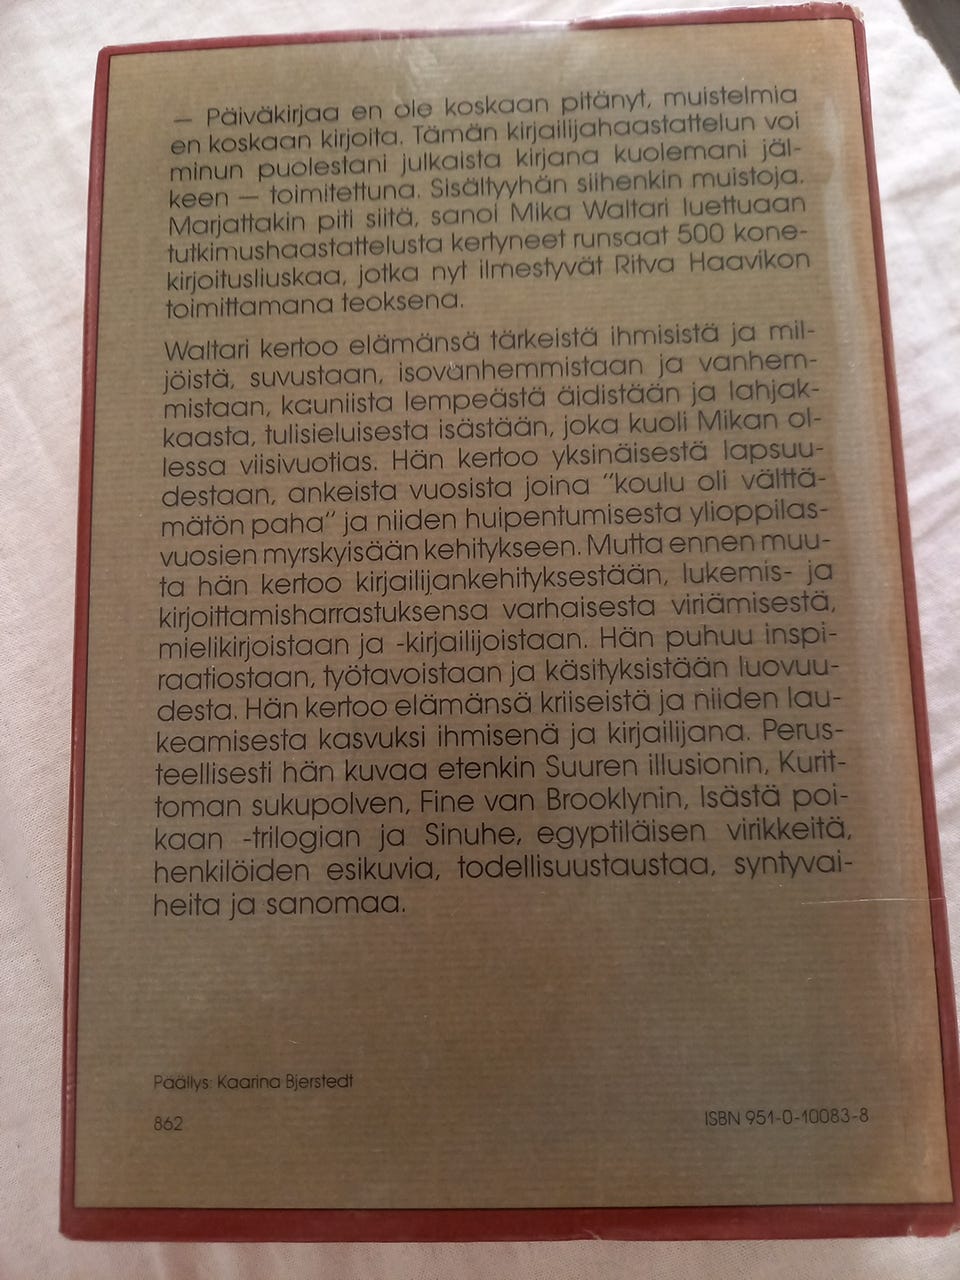 – Päiväkirjaa en ole koskaan pitänyt, muistelmia
en koskaan kirjoita. Tämän kirjailijahaastattelun voi
minun puolestani julkaista kirjana kuolemani jäl-
keen – toimitettuna. Sisältyyhän siihenkin muistoja.
Marjattakin piti siitä, sanoi Mika Waltari luettuaan
tutkimushaastattelusta kertyneet runsaat 500 kone-
kirjoitusliuskaa, jotka nyt ilmestyvät Ritva Haavikon
toimittamana teoksena.
Waltari kertoo elämänsä tärkeistä ihmisistä ja mil-
jöistä, suvustaan, isovanhemmistaan ja vanhem-
mistaan, kauniista lempeästä äidistään ja lahjak-
kaasta, tulisieluisesta isästään, joka kuoli Mikan ol-
lessa viisivuotias. Hän kertoo yksinäisestä lapsuu-
destaan, ankeista vuosista joina "koulu oli välttä-
mätön paha" ja niiden huipentumisesta ylioppilas-
vuosien myrskyisään kehitykseen. Mutta ennen muu-
ta hän kertoo kirjailijankehityksestään, lukemis- ja
kirjoittamisharrastuksensa varhaisesta viriämisestä,
mielikirjoistaan ja -kirjailijoistaan. Hän puhuu inspi-
raatiostaan, työtavoistaan ja käsityksistään luovuu-
desta. Hän kertoo elämänsä kriiseistä ja niiden lau-
keamisesta kasvuksi ihmisenä ja kirjailijana. Perus-
teellisesti hän kuvaa etenkin Suuren illusionin, Kurit-
toman sukupolven, Fine van Brooklynin, Isästä poi-
kaan -trilogian ja Sinuhe, egyptiläisen virikkeitä,
henkilöiden esikuvia, todellisuustaustaa, syntyvai-
heita ja sanomaa.
Päällys: Kaarina Bjerstedt
862
ISBN 951-0-10083-8